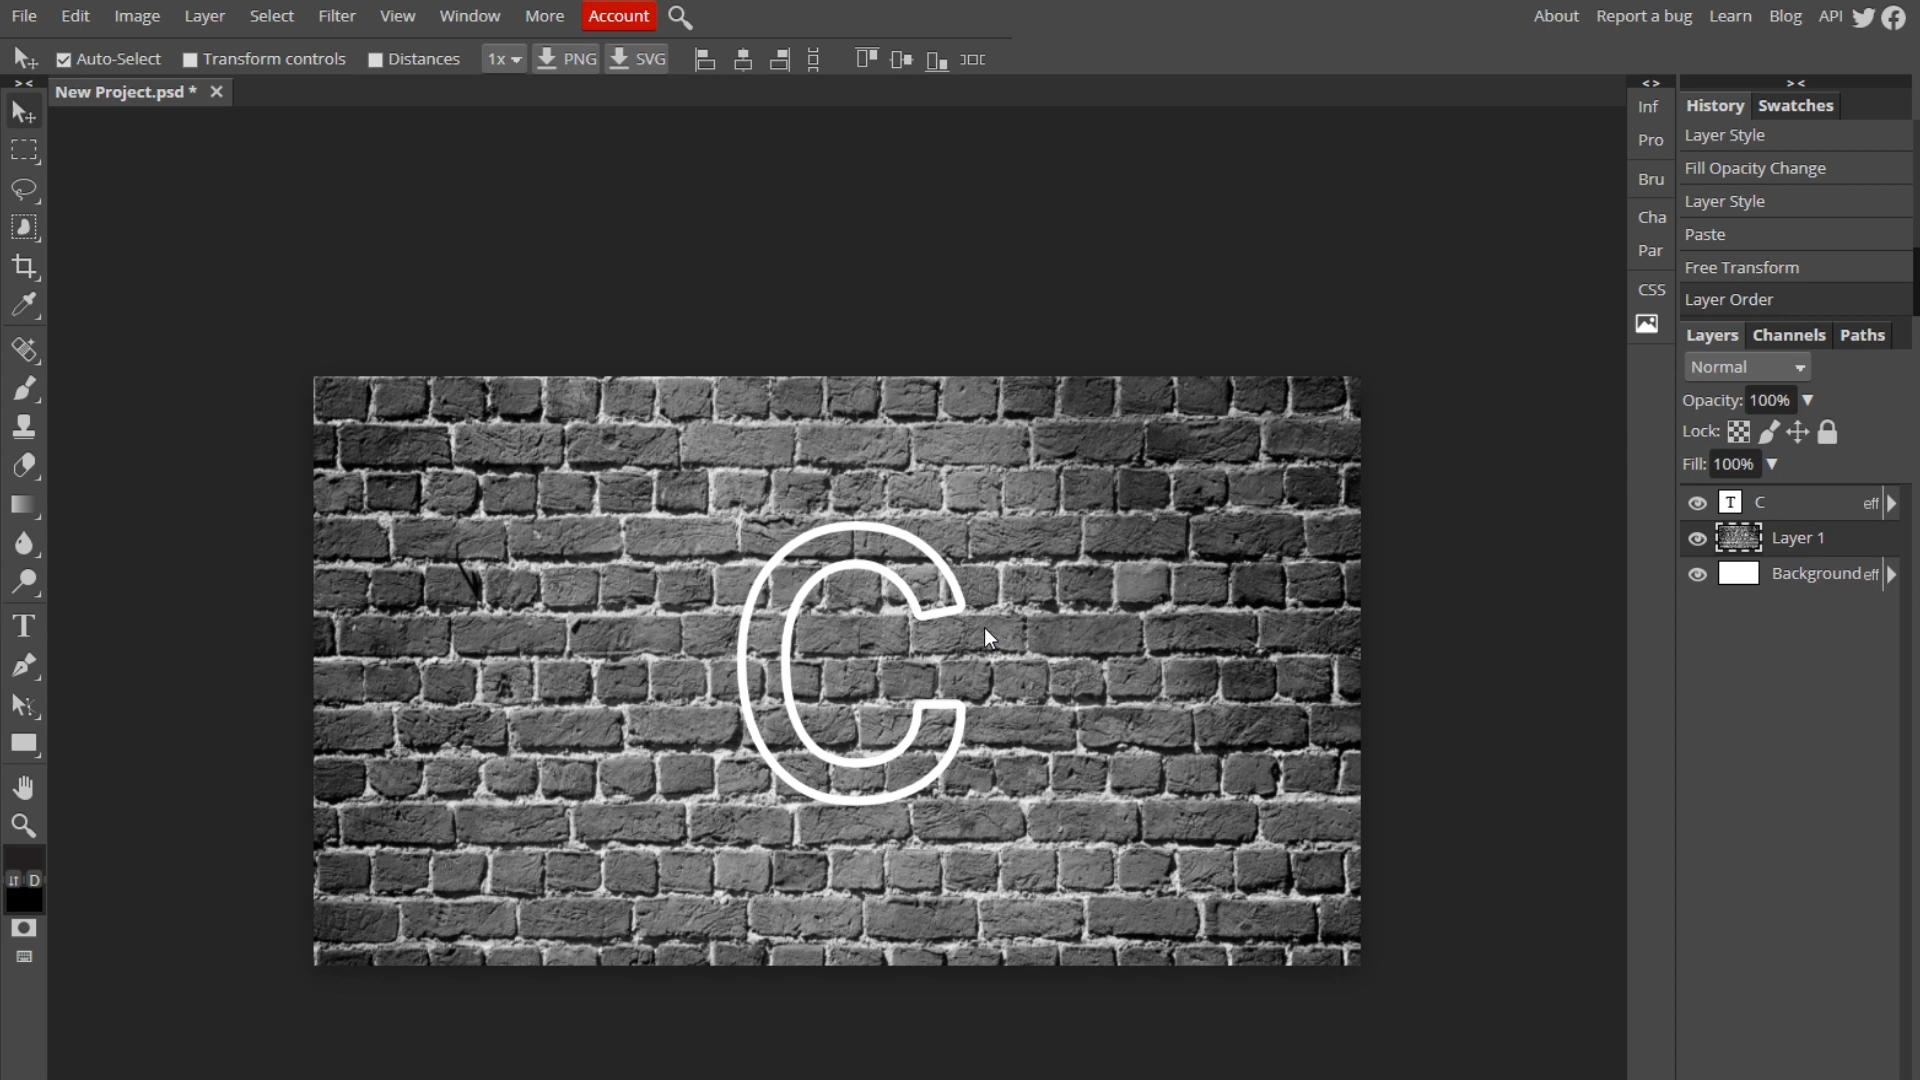 File Edit Image Layer Select Filter View Window More Account About Report a bug Learn Blog API
Auto-Select Transform controls Distances 1x PNG SVG
> < New Project.psd * < > > <
Inf History Swatches
Pro Layer Style
Fill Opacity Change
Bru
Layer Style
Cha
Paste
Par
Free Transform
CSS
Layer Order
Layers Channels Paths
Normal
Opacity: 100%
Lock:
Fill: 100%
T C eff
Layer 1
Background eff
C
T
D